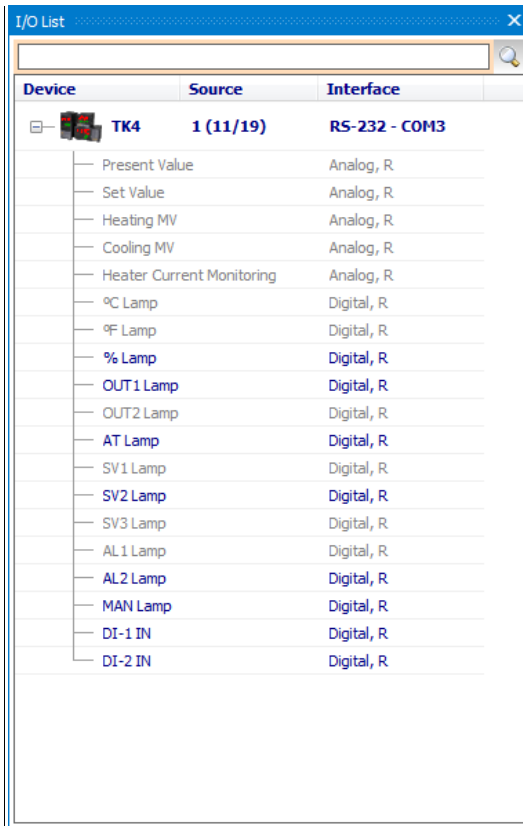 I/O List
Device Source Interface
TK4 1 (11/19) RS-232 - COM3
Present Value Analog, R
Set Value Analog, R
Heating MV Analog, R
Cooling MV Analog, R
Heater Current Monitoring Analog, R
ºC Lamp Digital, R
ºF Lamp Digital, R
% Lamp Digital, R
OUT1 Lamp Digital, R
OUT2 Lamp Digital, R
AT Lamp Digital, R
SV1 Lamp Digital, R
SV2 Lamp Digital, R
SV3 Lamp Digital, R
AL1 Lamp Digital, R
AL2 Lamp Digital, R
MAN Lamp Digital, R
DI-1 IN Digital, R
DI-2 IN Digital, R